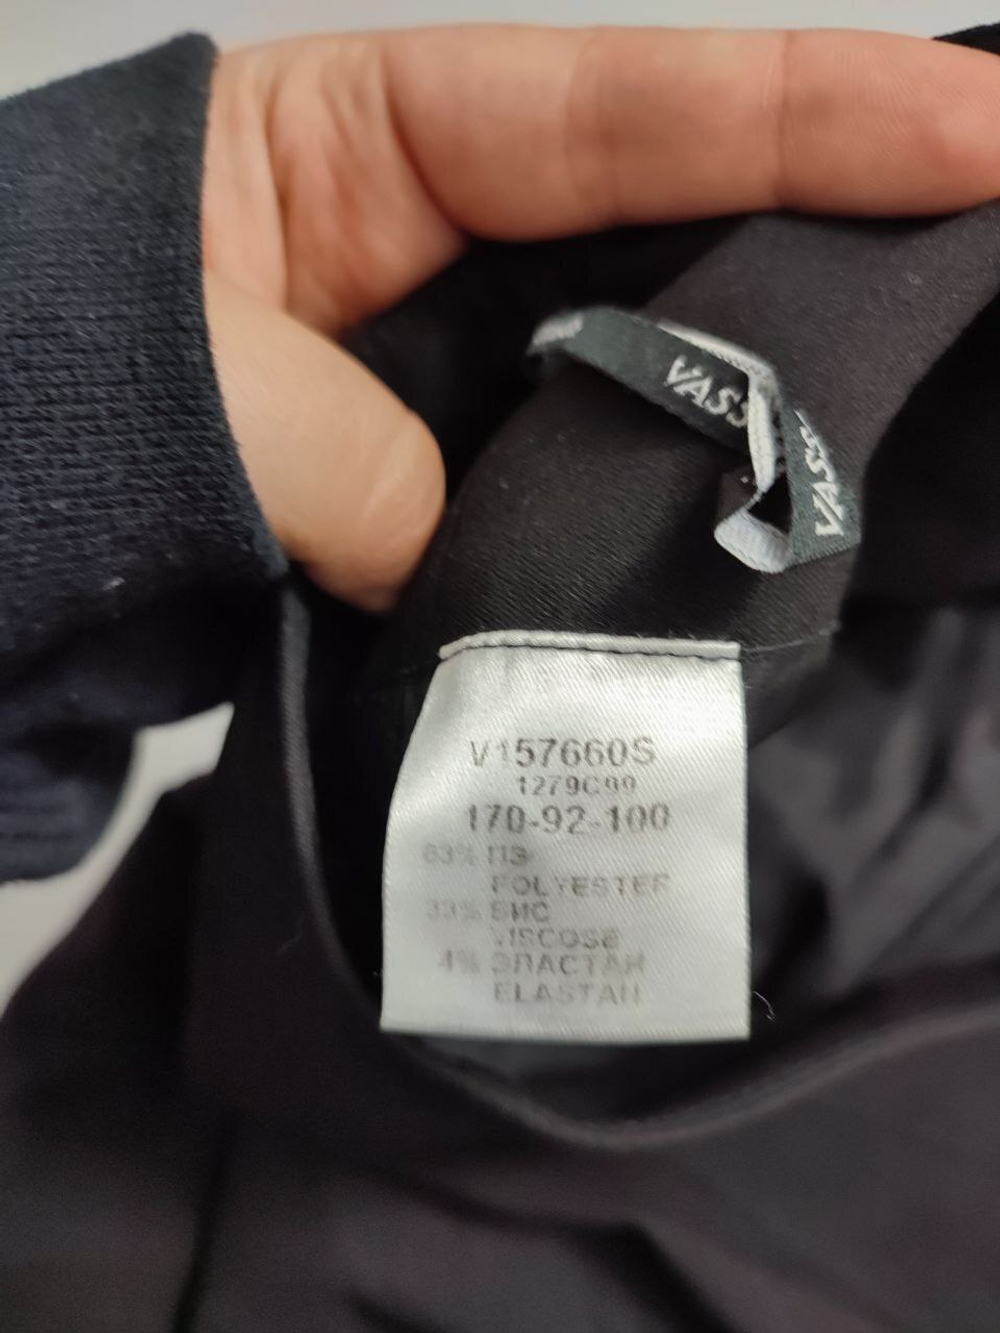 VASS
VASS
V157660S
1279C99
170-92-100
63% ПЭ
POLYESTER
33% ВИС
VISCOSE
4% ЭЛАСТАН
ELASTAN